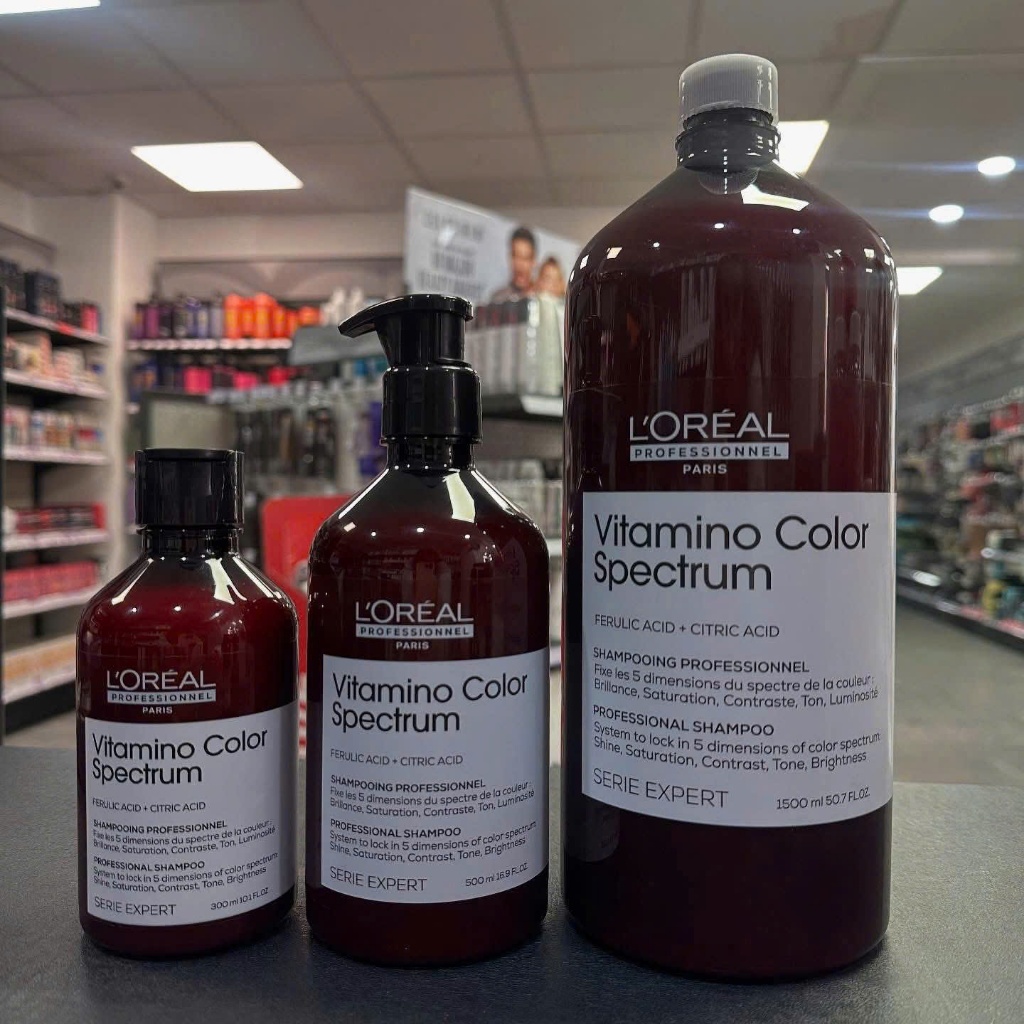 L'ORÉAL
PROFESSIONNEL
PARIS
Vitamino Color
Spectrum
FERULIC ACID + CITRIC ACID
SHAMPOOING PROFESSIONNEL
Fixe les 5 dimensions du spectre de la couleur :
Brillance, Saturation, Contraste, Ton, Luminosité
PROFESSIONAL SHAMPOO
System to lock in 5 dimensions of color spectrum
Shine, Saturation, Contrast, Tone, Brightness
SERIE EXPERT
300 ml 10.1 FL.OZ.
L'ORÉAL
PROFESSIONNEL
PARIS
Vitamino Color
Spectrum
FERULIC ACID + CITRIC ACID
SHAMPOOING PROFESSIONNEL
Fixe les 5 dimensions du spectre de la couleur :
Brillance, Saturation, Contraste, Ton, Luminosité
PROFESSIONAL SHAMPOO
System to lock in 5 dimensions of color spectrum
Shine, Saturation, Contrast, Tone, Brightness
SERIE EXPERT
500 ml 16.9 FL.OZ.
L'ORÉAL
PROFESSIONNEL
PARIS
Vitamino Color
Spectrum
FERULIC ACID + CITRIC ACID
SHAMPOOING PROFESSIONNEL
Fixe les 5 dimensions du spectre de la couleur :
Brillance, Saturation, Contraste, Ton, Luminosité
PROFESSIONAL SHAMPOO
System to lock in 5 dimensions of color spectrum:
Shine, Saturation, Contrast, Tone, Brightness
SERIE EXPERT
1500 ml 50.7 FL.OZ.